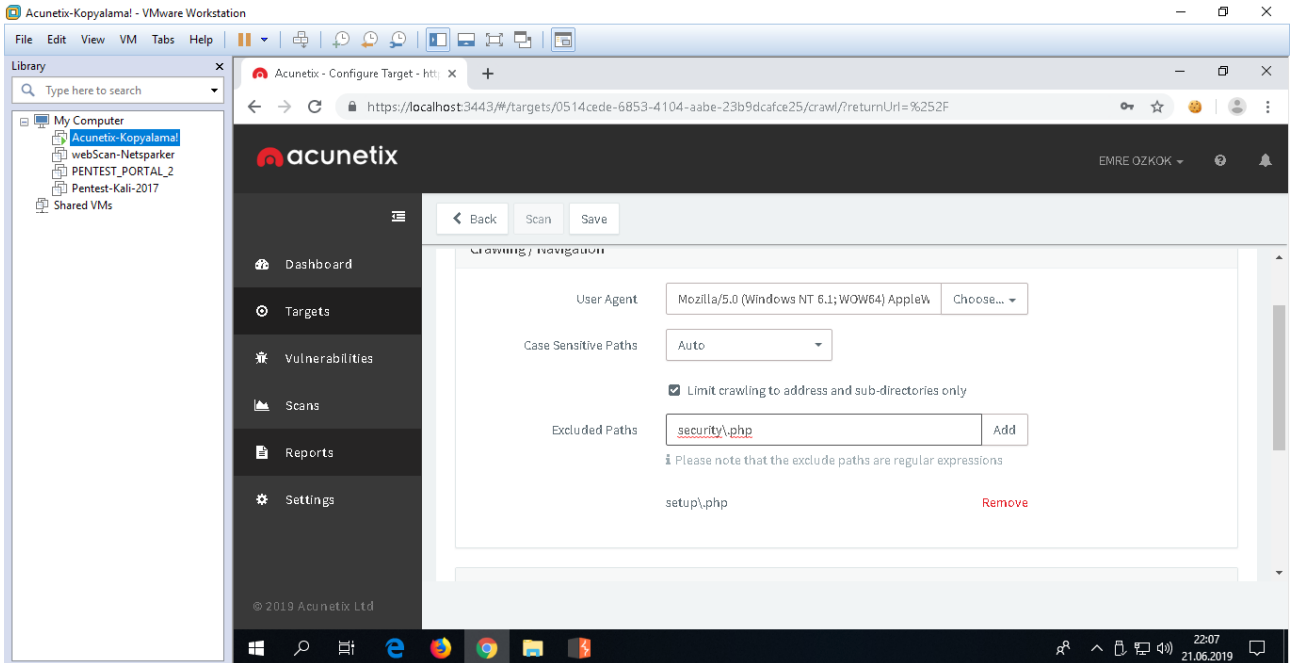 Acunetix-Kopyalama! - VMware Workstation
File Edit View VM Tabs Help
Library
Type here to search
My Computer
Acunetix-Kopyalama!
webScan-Netsparker
PENTEST_PORTAL_2
Pentest-Kali-2017
Shared VMs
Acunetix - Configure Target - htt
https://localhost:3443/#/targets/0514cede-6853-4104-aabe-23b9dcafce25/crawl/?returnUrl=%252F
acunetix
EMRE OZKOK
Back Scan Save
Dashboard
Targets
Vulnerabilities
Scans
Reports
Settings
© 2019 Acunetix Ltd
Crawling / Navigation
User Agent Mozilla/5.0 (Windows NT 6.1; WOW64) AppleW Choose...
Case Sensitive Paths Auto
Limit crawling to address and sub-directories only
Excluded Paths security\.php Add
Please note that the exclude paths are regular expressions
setup\.php Remove
22:07
21.06.2019